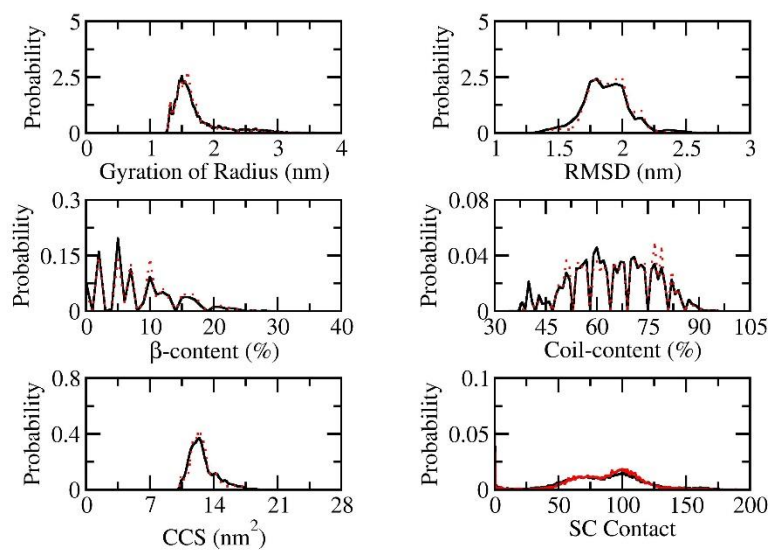 5
2.5
0
Probability
0 1 2 3 4
Gyration of Radius (nm)
5
2.5
0
Probability
1 1.5 2 2.5 3
RMSD (nm)
0.3
0.15
0
Probability
0 10 20 30 40
β-content (%)
0.08
0.04
0
Probability
30 45 60 75 90 105
Coil-content (%)
0.8
0.4
0
Probability
0 7 14 21 28
CCS (nm²)
0.1
0.05
0
Probability
0 50 100 150 200
SC Contact